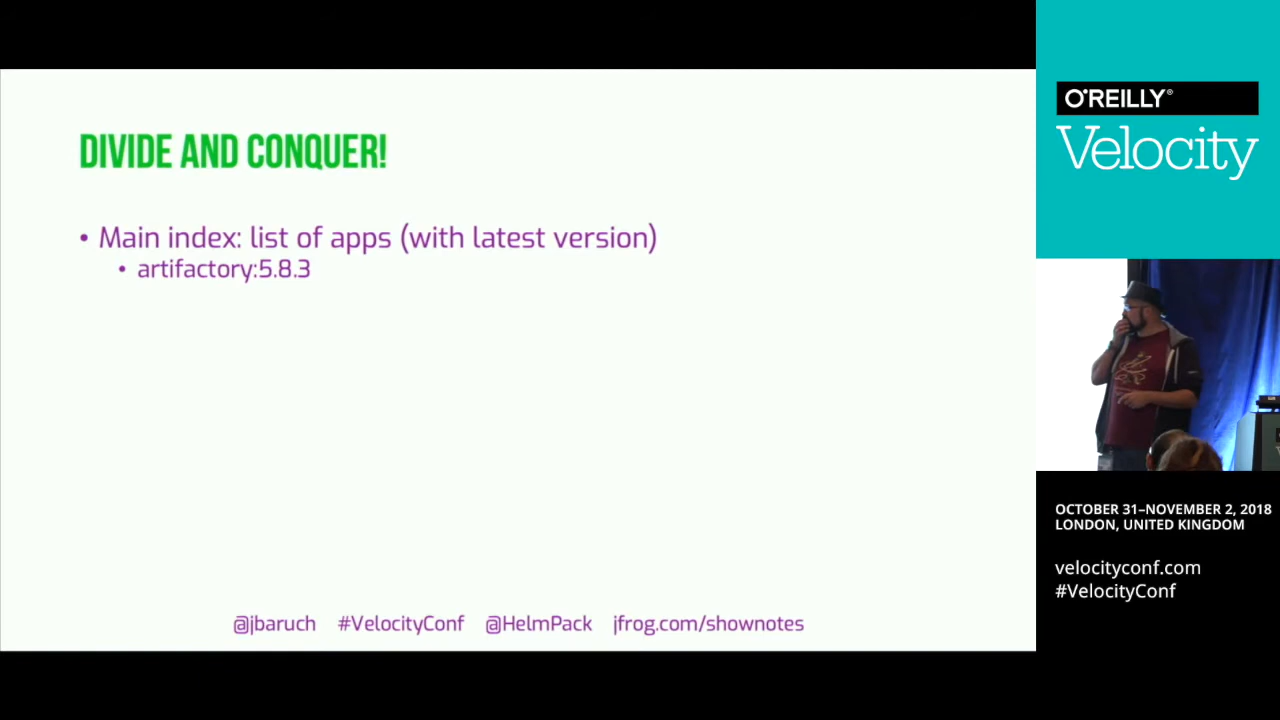 DIVIDE AND CONQUER!
• Main index: list of apps (with latest version)
• artifactory:5.8.3
@jbaruch #VelocityConf @HelmPack jfrog.com/shownotes
O'REILLY®
Velocity
OCTOBER 31–NOVEMBER 2, 2018
LONDON, UNITED KINGDOM
velocityconf.com
#VelocityConf